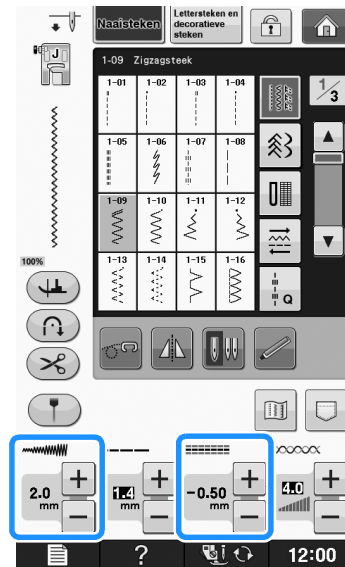 Naaisteken
Lettersteken en
decoratieve
steken
J
1-09 Zigzagsteek
1/3
1-01 1-02 1-03 1-04
1-05 1-06 1-07 1-08
1-09 1-10 1-11 1-12
1-13 1-14 1-15 1-16
Q
100%
2.0 mm + −
1.4 mm + −
-0.50 mm + −
4.0 + −
? 12:00